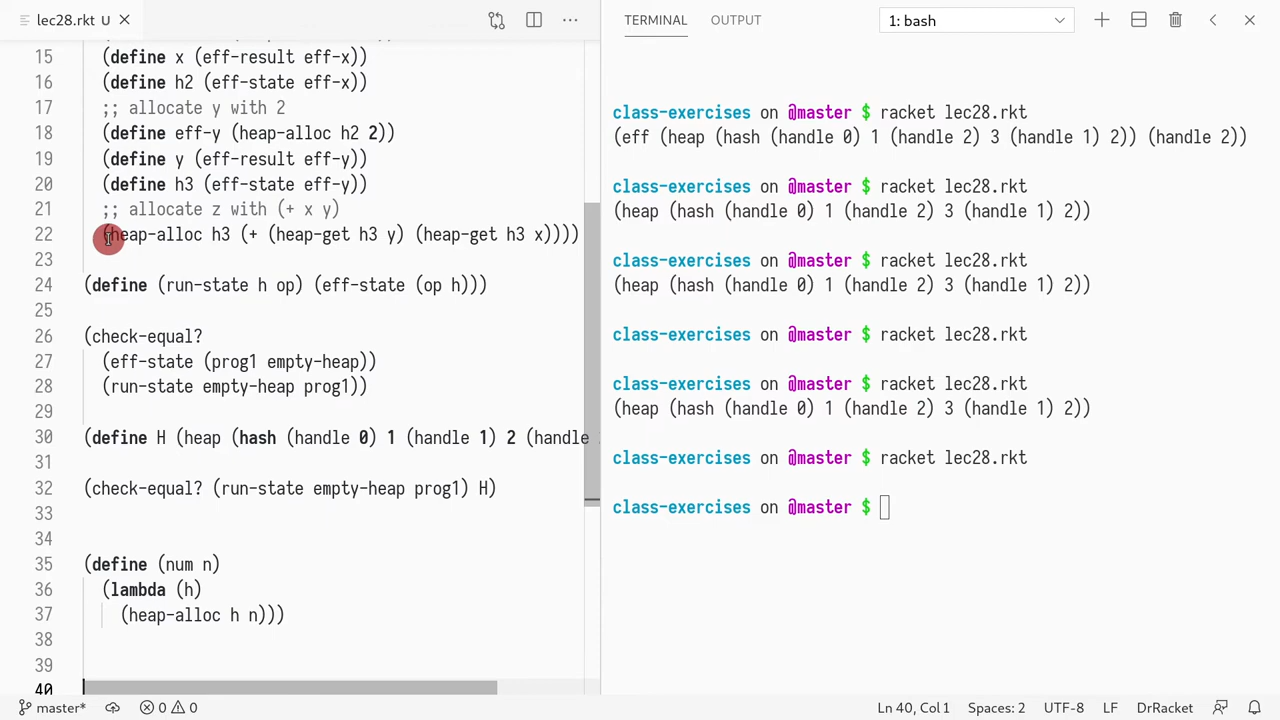 lec28.rkt U
TERMINAL OUTPUT 1: bash
15 (define x (eff-result eff-x))
16 (define h2 (eff-state eff-x))
17 ;; allocate y with 2
18 (define eff-y (heap-alloc h2 2))
19 (define y (eff-result eff-y))
20 (define h3 (eff-state eff-y))
21 ;; allocate z with (+ x y)
22 (heap-alloc h3 (+ (heap-get h3 y) (heap-get h3 x))))
23
24 (define (run-state h op) (eff-state (op h)))
25
26 (check-equal?
27 (eff-state (prog1 empty-heap))
28 (run-state empty-heap prog1))
29
30 (define H (heap (hash (handle 0) 1 (handle 1) 2 (handle
31
32 (check-equal? (run-state empty-heap prog1) H)
33
34
35 (define (num n)
36 (lambda (h)
37 (heap-alloc h n)))
38
39
40
class-exercises on @master $ racket lec28.rkt
(eff (heap (hash (handle 0) 1 (handle 2) 3 (handle 1) 2)) (handle 2))
class-exercises on @master $ racket lec28.rkt
(heap (hash (handle 0) 1 (handle 2) 3 (handle 1) 2))
class-exercises on @master $ racket lec28.rkt
(heap (hash (handle 0) 1 (handle 2) 3 (handle 1) 2))
class-exercises on @master $ racket lec28.rkt
class-exercises on @master $ racket lec28.rkt
(heap (hash (handle 0) 1 (handle 2) 3 (handle 1) 2))
class-exercises on @master $ racket lec28.rkt
class-exercises on @master $
master* 0 0 Ln 40, Col 1 Spaces: 2 UTF-8 LF DrRacket